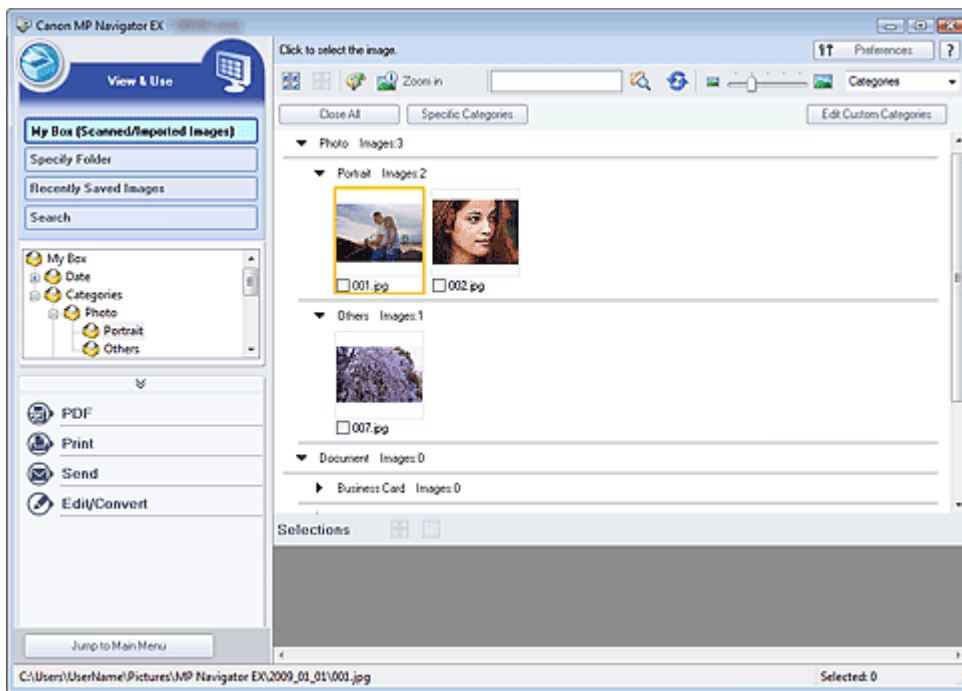 Canon MP Navigator EX
View & Use
My Box (Scanned/Imported Images)
Specify Folder
Recently Saved Images
Search
My Box
Date
Categories
Photo
Portrait
Others
PDF
Print
Send
Edit/Convert
Jump to Main Menu
Click to select the image.
Preferences
?
Zoom in
Categories
Close All
Specific Categories
Edit Custom Categories
Photo Images:3
Portrait Images:2
001.jpg 002.jpg
Others Images:1
007.jpg
Document Images:0
Business Card Images:0
Selections
C:\Users\UserName\Pictures\MP Navigator EX\2009_01_01\001.jpg
Selected: 0